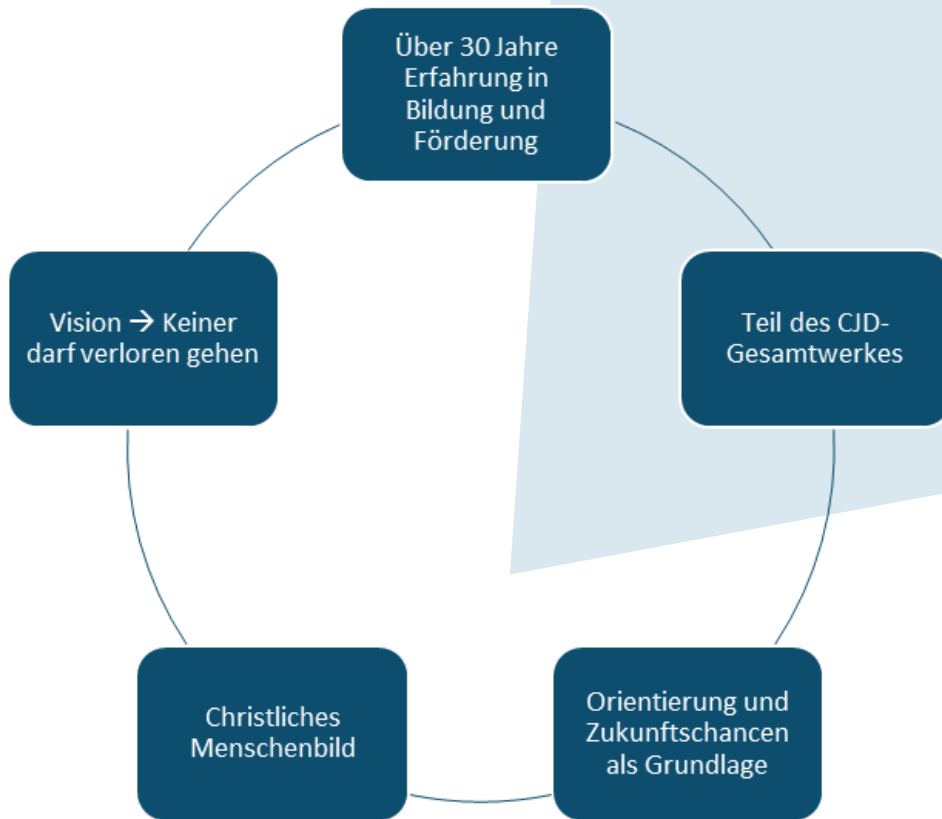 Über 30 Jahre
Erfahrung in
Bildung und
Förderung
Teil des CJD-
Gesamtwerkes
Orientierung und
Zukunftschancen
als Grundlage
Christliches
Menschenbild
Vision → Keiner
darf verloren gehen